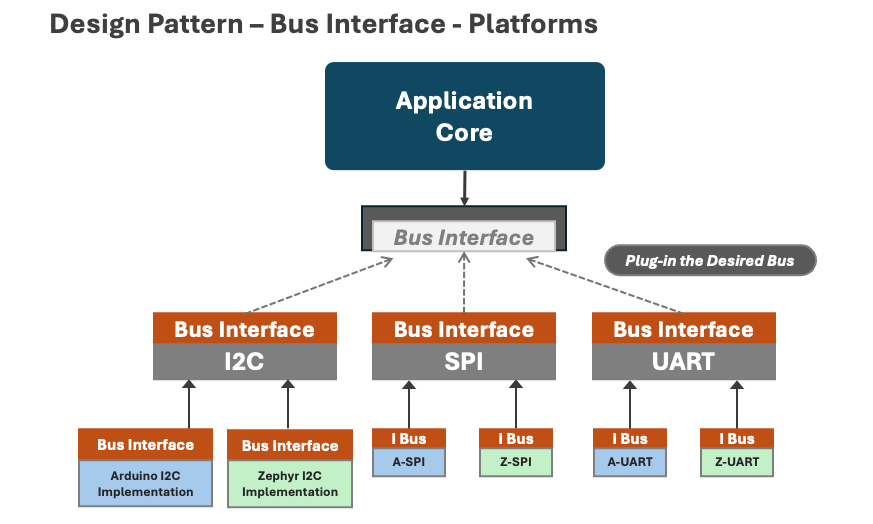 Design Pattern – Bus Interface - Platforms
Application
Core
Bus Interface
Plug-in the Desired Bus
Bus Interface
I2C
Bus Interface
SPI
Bus Interface
UART
Bus Interface
Arduino I2C
Implementation
Bus Interface
Zephyr I2C
Implementation
I Bus
A-SPI
I Bus
Z-SPI
I Bus
A-UART
I Bus
Z-UART